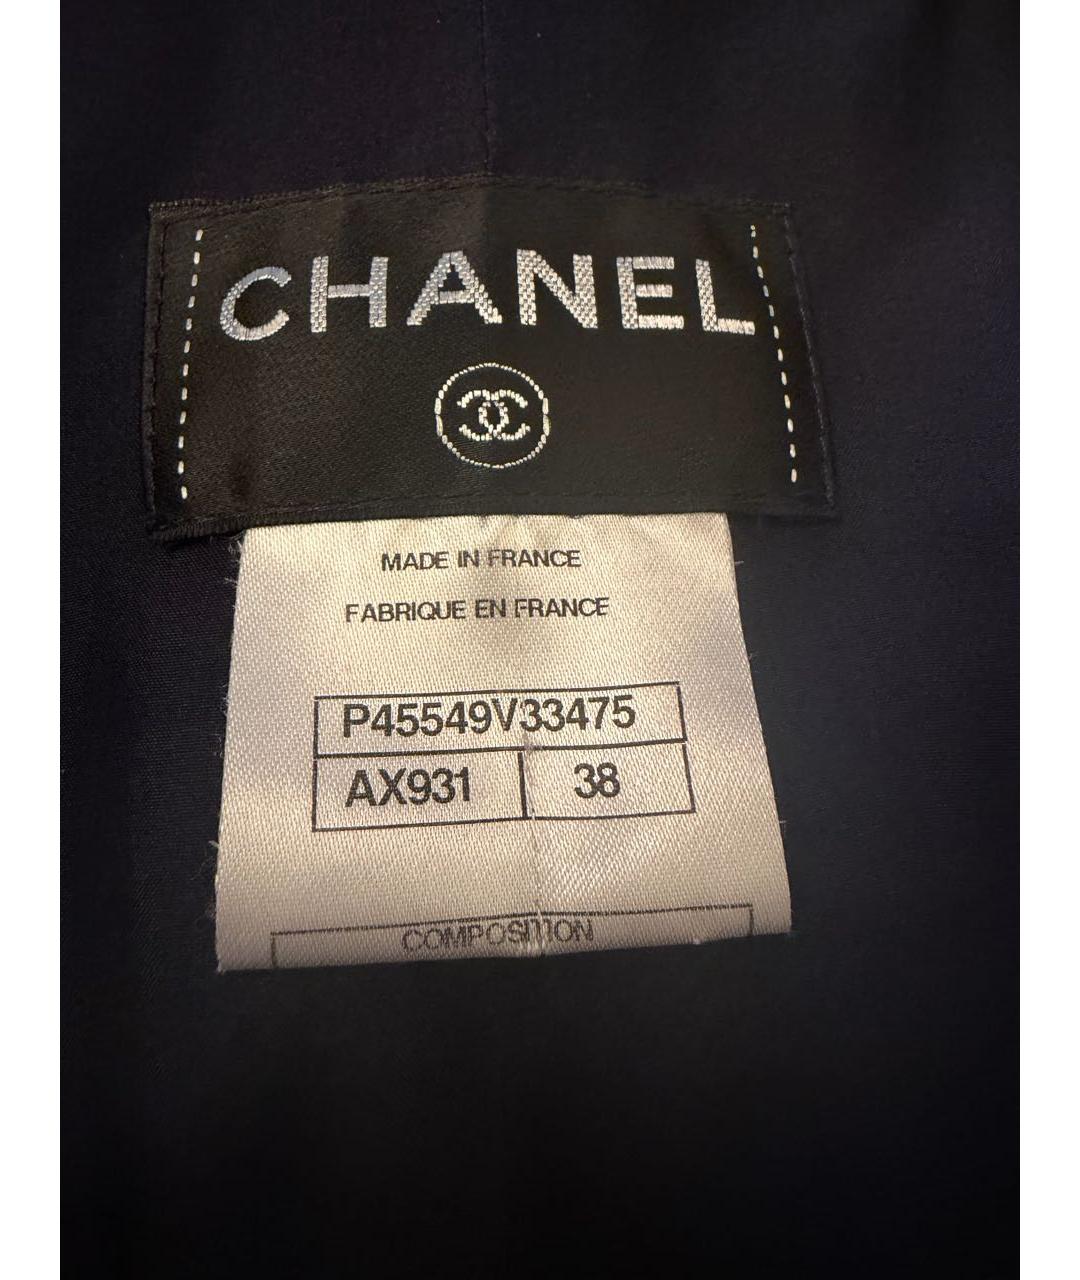 CHANEL
MADE IN FRANCE
FABRIQUE EN FRANCE
P45549V33475
AX931 38
COMPOSITION